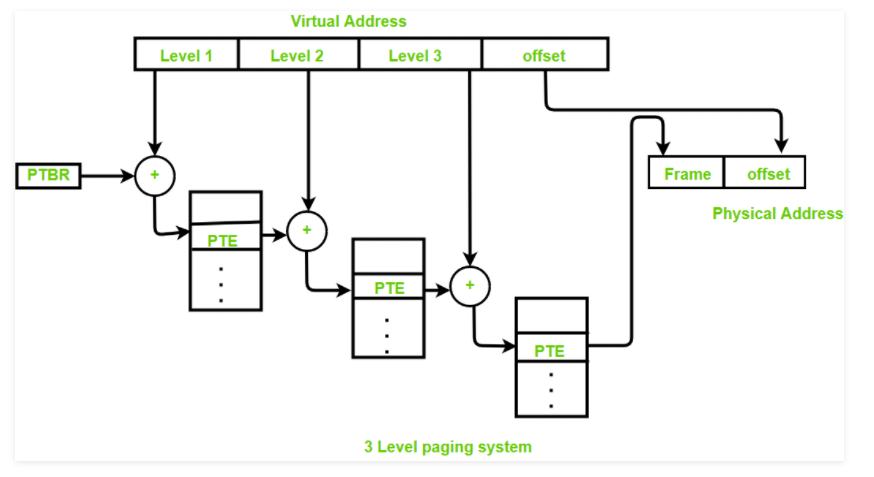 Virtual Address
Level 1 Level 2 Level 3 offset
PTBR + Frame offset
Physical Address
PTE +
PTE +
PTE
3 Level paging system